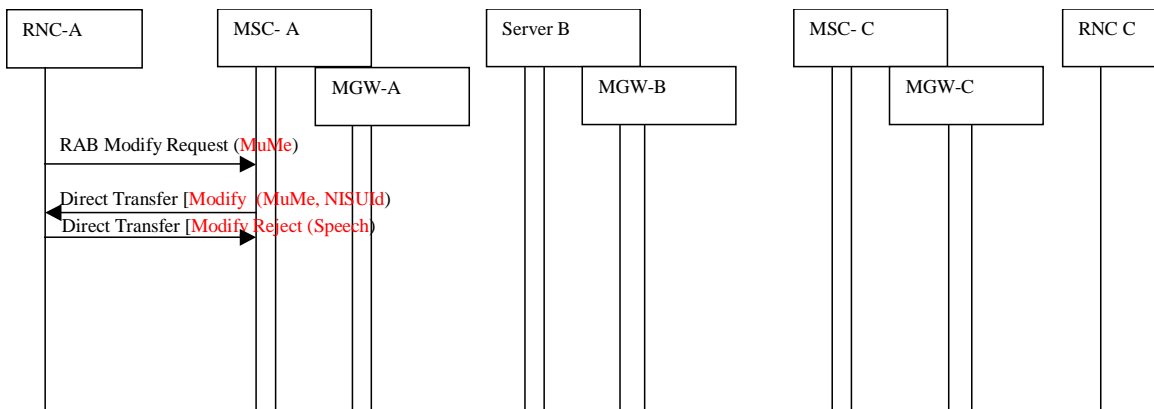 RNC-A
MSC- A
Server B
MSC- C
RNC C
MGW-A
MGW-B
MGW-C
RAB Modify Request (MuMe)
Direct Transfer [Modify (MuMe, NISUId)
Direct Transfer [Modify Reject (Speech)